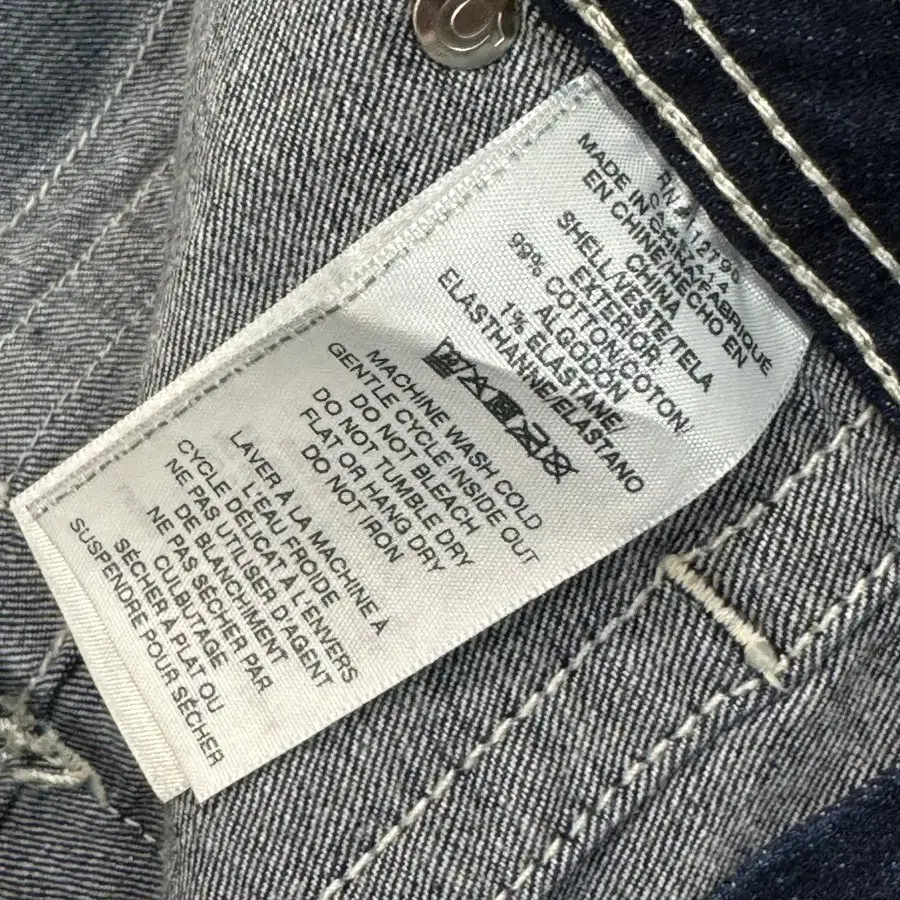 MADE IN CHINA/FABRIQUÉ
EN CHINE/HECHO EN
CHINA
SHELL/VESTE/TELA
EXTERIOR:
99% COTTON/COTON/
ALGODÓN
1% ELASTANE/
ELASTHANNE/ELASTANO
MACHINE WASH COLD
GENTLE CYCLE INSIDE OUT
DO NOT BLEACH
DO NOT TUMBLE DRY
FLAT OR HANG DRY
DO NOT IRON
LAVER À LA MACHINE À
L'EAU FROIDE
CYCLE DÉLICAT À L'ENVERS
NE PAS UTILISER D'AGENT
DE BLANCHIMENT
NE PAS SÉCHER PAR
CULBUTAGE
SÉCHER À PLAT OU
SUSPENDRE POUR SÉCHER